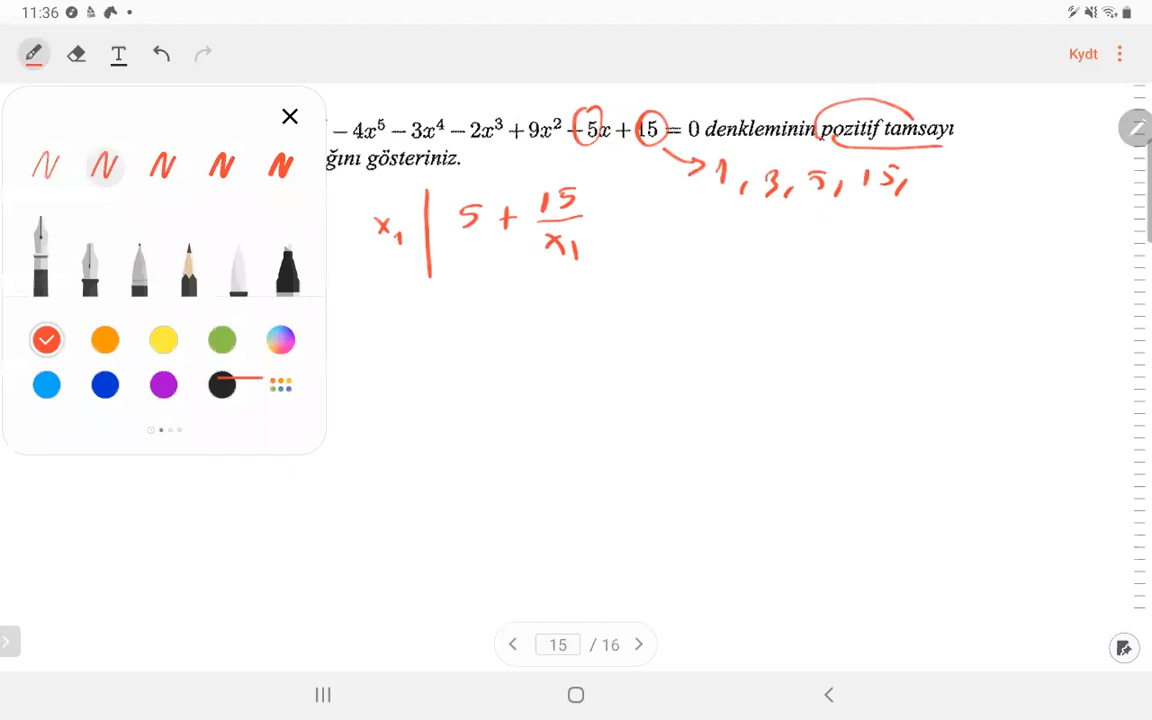 11:36
T
Kydt
− 4x⁵ − 3x⁴ − 2x³ + 9x² − 5x + 15 = 0 denkleminin pozitif tamsayı
ğını gösteriniz.
1, 3, 5, 15,
x₁ | 5 + 15/x₁
15 / 16